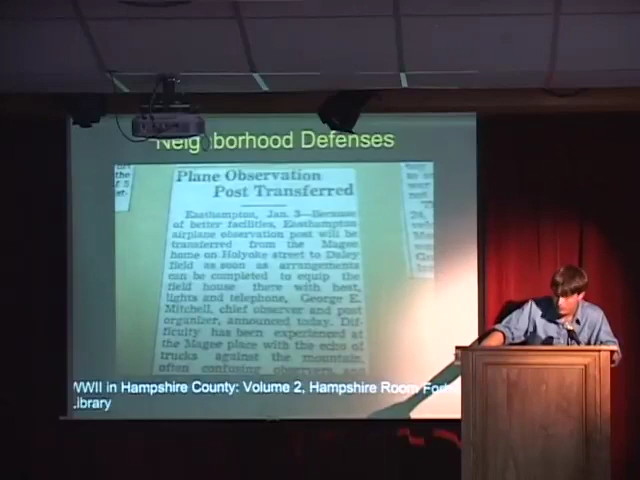 Neighborhood Defenses
Plane Observation
Post Transferred
Easthampton, Jan. 3—Because
of better facilities, Easthampton
airplane observation post will be
transferred from the Magee
home on Holyoke street to Daley
field as soon as arrangements
can be completed to equip the
field house there with heat,
lights and telephone, George E.
Mitchell, chief observer and post
organizer, announced today. Dif-
ficulty has been experienced at
the Magee place with the echo of
trucks against the mountain,
often confusing observers and
WWII in Hampshire County: Volume 2, Hampshire Room For
Library